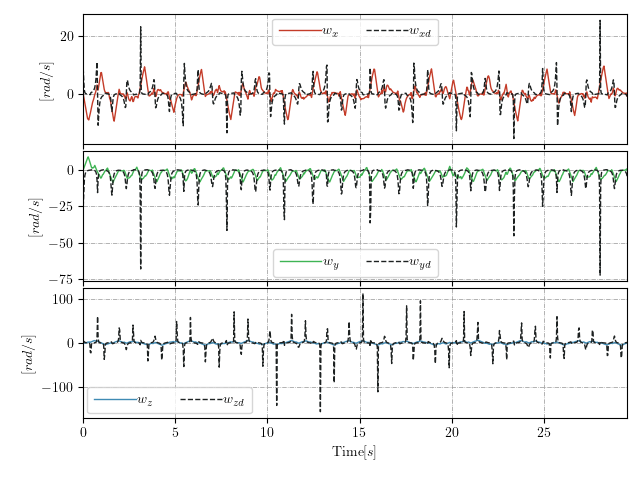 20
0
[rad/s]
w_x w_xd
0
−25
−50
−75
[rad/s]
w_y w_yd
100
0
−100
[rad/s]
w_z w_zd
0 5 10 15 20 25
Time[s]